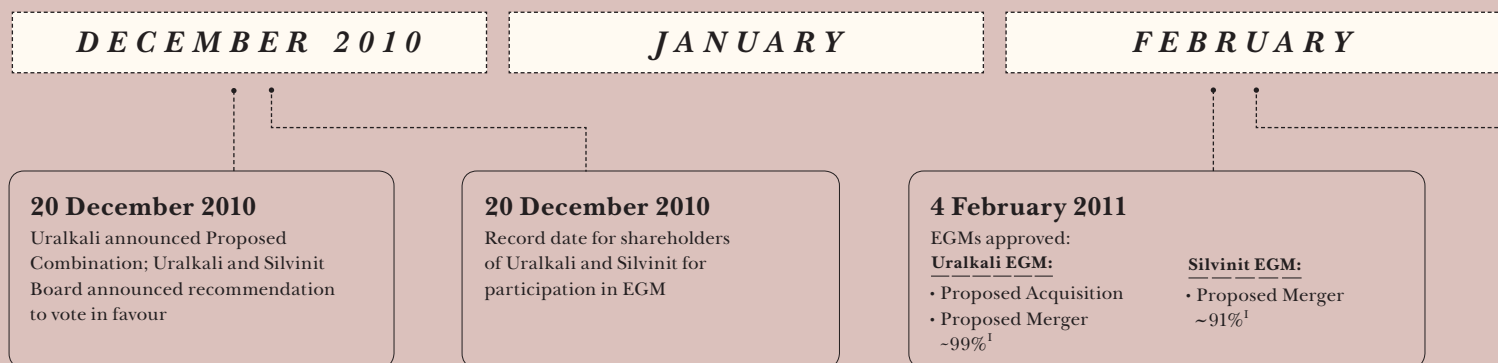 DECEMBER 2010
JANUARY
FEBRUARY
20 December 2010
Uralkali announced Proposed
Combination; Uralkali and Silvinit
Board announced recommendation
to vote in favour
20 December 2010
Record date for shareholders
of Uralkali and Silvinit for
participation in EGM
4 February 2011
EGMs approved:
Uralkali EGM:
• Proposed Acquisition
• Proposed Merger
~99%¹
Silvinit EGM:
• Proposed Merger
~91%¹